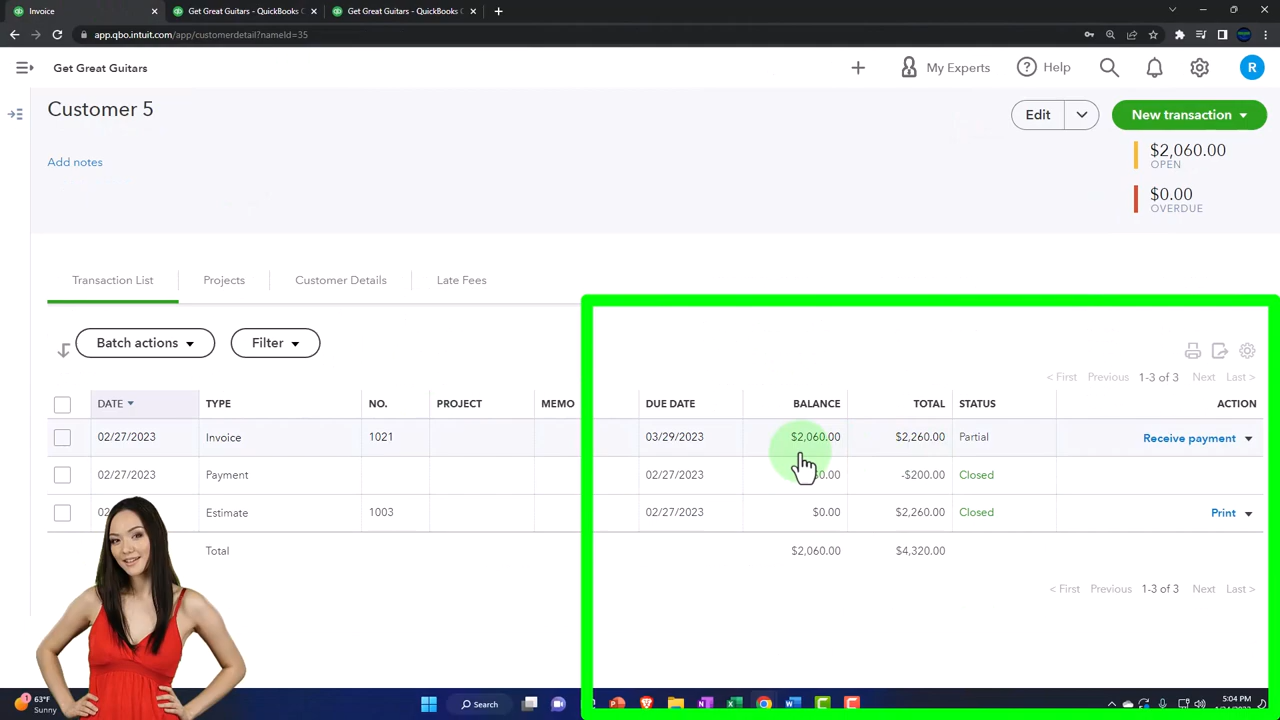 Invoice × Get Great Guitars - QuickBooks × Get Great Guitars - QuickBooks × +
app.qbo.intuit.com/app/customerdetail?nameId=35
Get Great Guitars + My Experts Help R
Customer 5 Edit New transaction
Add notes
$2,060.00
OPEN
$0.00
OVERDUE
Transaction List Projects Customer Details Late Fees
Batch actions Filter
< First Previous 1-3 of 3 Next Last >
DATE TYPE NO. PROJECT MEMO DUE DATE BALANCE TOTAL STATUS ACTION
02/27/2023 Invoice 1021 03/29/2023 $2,060.00 $2,260.00 Partial Receive payment
02/27/2023 Payment 02/27/2023 -$200.00 Closed
Estimate 1003 02/27/2023 $0.00 $2,260.00 Closed Print
Total $2,060.00 $4,320.00
< First Previous 1-3 of 3 Next Last >
63°F
Sunny
Search
5:04 PM